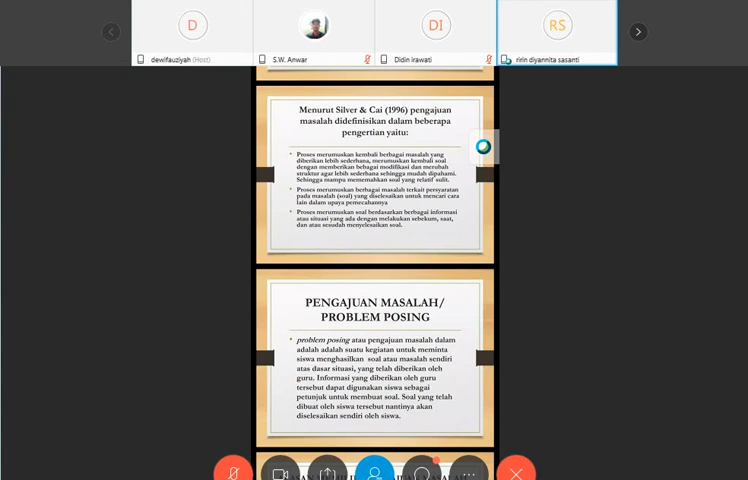 D
DI
RS
dewifauziyah (Host)
S.W. Anwar
Didin irawati
ririn diyannita sasanti
Menurut Silver & Cai (1996) pengajuan
masalah didefinisikan dalam beberapa
pengertian yaitu:
• Proses merumuskan kembali berbagai masalah yang
diberikan lebih sederhana, merumuskan kembali soal
dengan memberikan behagai modifikasi dan merubah
struktur agar lebih sederhana sehingga mudah dipahami.
Sehingga mampu mememahkan soal yang relatif sulit.
• Proses merumuskan berbagai masalah terkait persyaratan
pada masalah (soal) yang diselesaikan untuk mencari cara
lain dalam upaya pemecahannya
• Proses merumuskan soal berdasarkan berbagai informasi
atau situasi yang ada dengan melakukan sebelum, saat,
dan atau sesudah menyelesaikan soal.
PENGAJUAN MASALAH/
PROBLEM POSING
• problem posing atau pengajuan masalah dalam
adalah adalah suatu kegiatan untuk meminta
siswa menghasilkan soal atau masalah sendiri
atas dasar situasi, yang telah diberikan oleh
guru. Informasi yang diberikan oleh guru
tersebut dapat digunakan siswa sebagai
petunjuk untuk membuat soal. Soal yang telah
dibuat oleh siswa tersebut nantinya akan
diselesaikan sendiri oleh siswa.